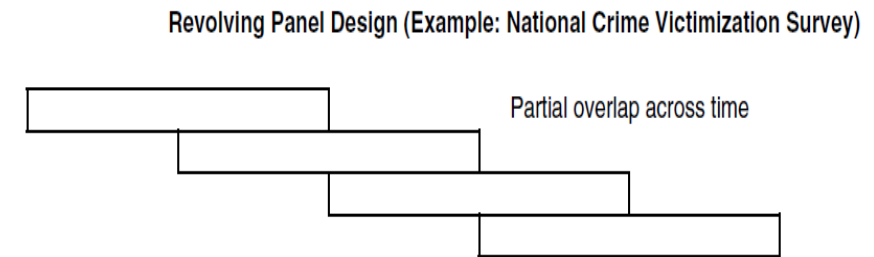 Revolving Panel Design (Example: National Crime Victimization Survey)
Partial overlap across time